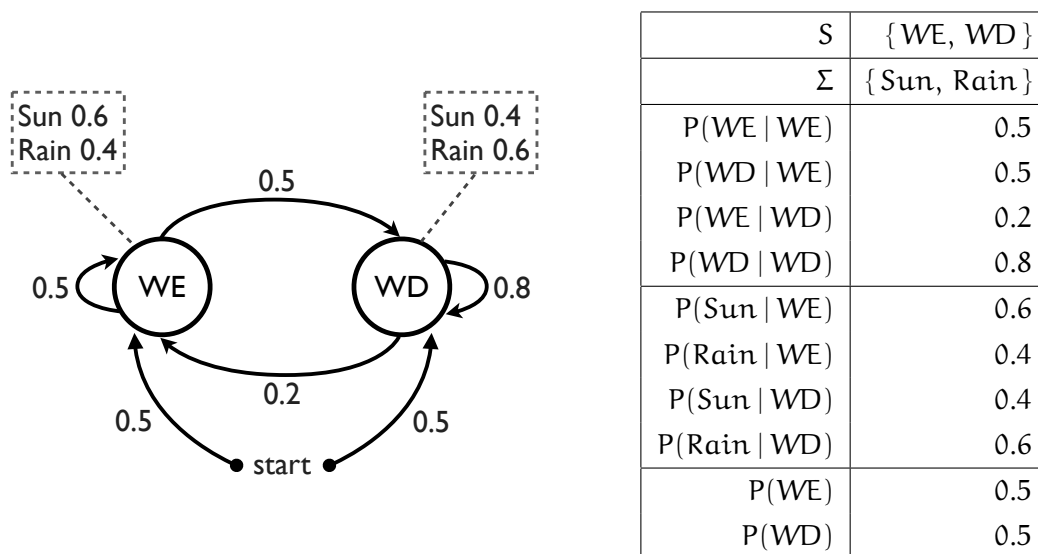 Sun 0.6
Rain 0.4
Sun 0.4
Rain 0.6
0.5
0.5
WE
WD
0.8
0.2
0.5
0.5
start
S { WE, WD }
Σ { Sun, Rain }
P(WE | WE) 0.5
P(WD | WE) 0.5
P(WE | WD) 0.2
P(WD | WD) 0.8
P(Sun | WE) 0.6
P(Rain | WE) 0.4
P(Sun | WD) 0.4
P(Rain | WD) 0.6
P(WE) 0.5
P(WD) 0.5